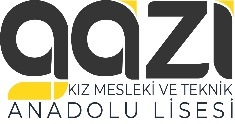 gazi
KIZ MESLEKİ VE TEKNİK
ANADOLU LİSESİ